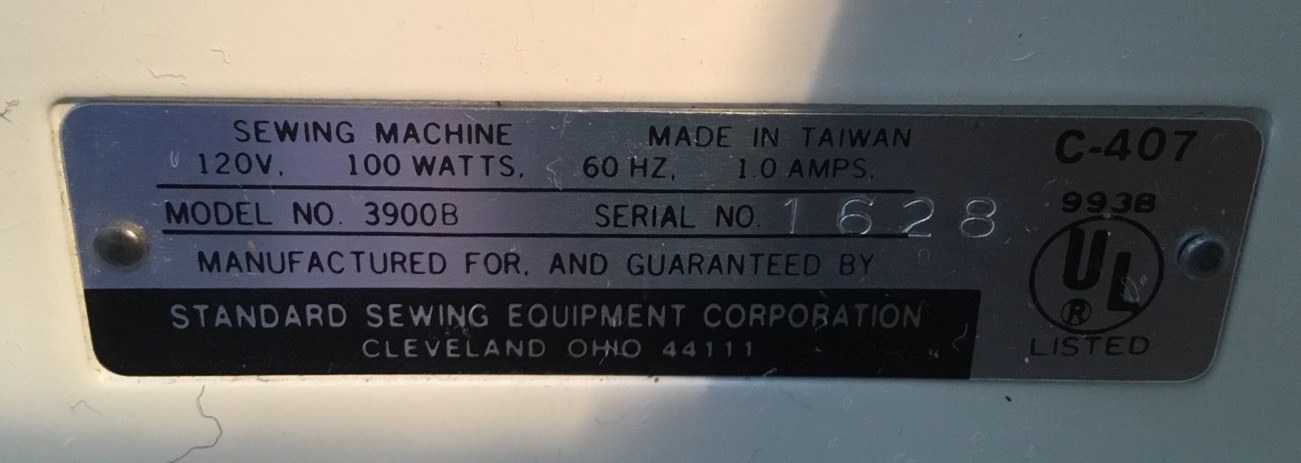 SEWING MACHINE MADE IN TAIWAN
120V, 100 WATTS, 60 HZ, 1.0 AMPS,
MODEL NO. 3900B SERIAL NO. 1628
MANUFACTURED FOR, AND GUARANTEED BY
STANDARD SEWING EQUIPMENT CORPORATION
CLEVELAND OHIO 44111
C-407
993B
UL
®
LISTED